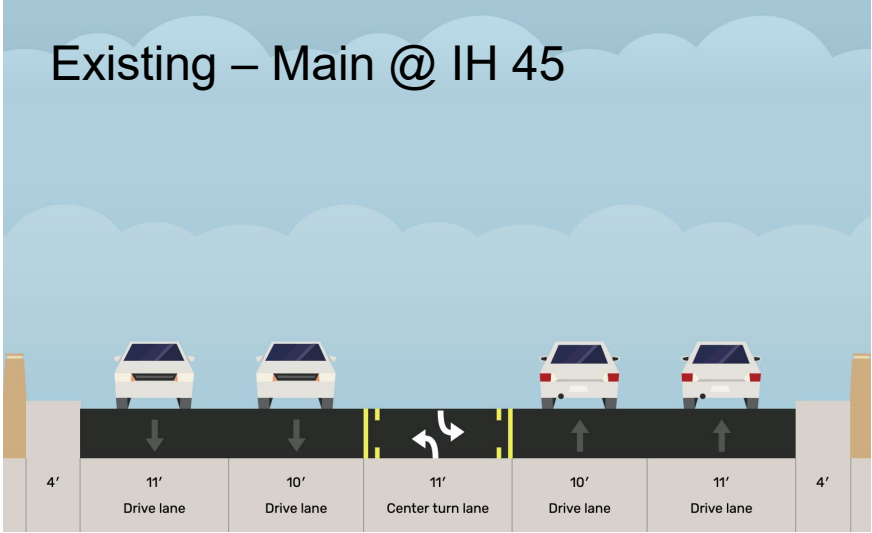 Existing – Main @ IH 45
4′ 11′ 10′ 11′ 10′ 11′ 4′
Drive lane Drive lane Center turn lane Drive lane Drive lane